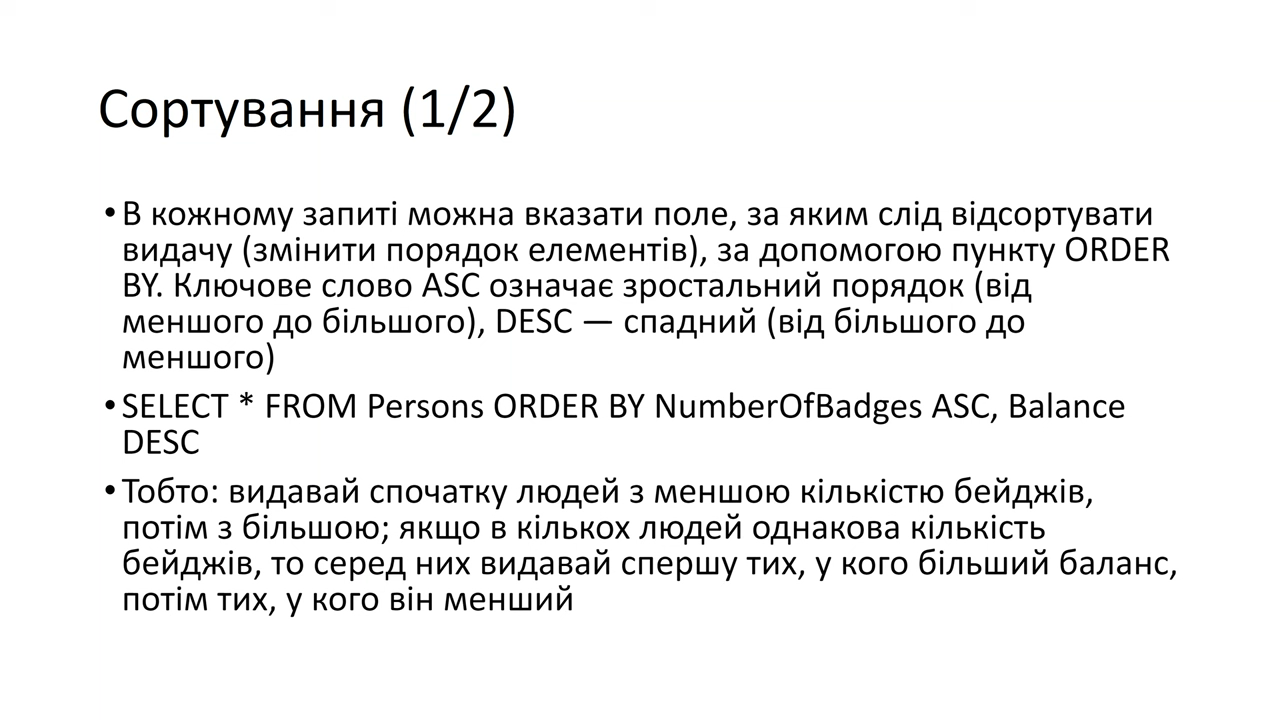 Сортування (1/2)
• В кожному запиті можна вказати поле, за яким слід відсортувати
видачу (змінити порядок елементів), за допомогою пункту ORDER
BY. Ключове слово ASC означає зростальний порядок (від
меншого до більшого), DESC — спадний (від більшого до
меншого)
• SELECT * FROM Persons ORDER BY NumberOfBadges ASC, Balance
DESC
• Тобто: видавай спочатку людей з меншою кількістю бейджів,
потім з більшою; якщо в кількох людей однакова кількість
бейджів, то серед них видавай спершу тих, у кого більший баланс,
потім тих, у кого він менший